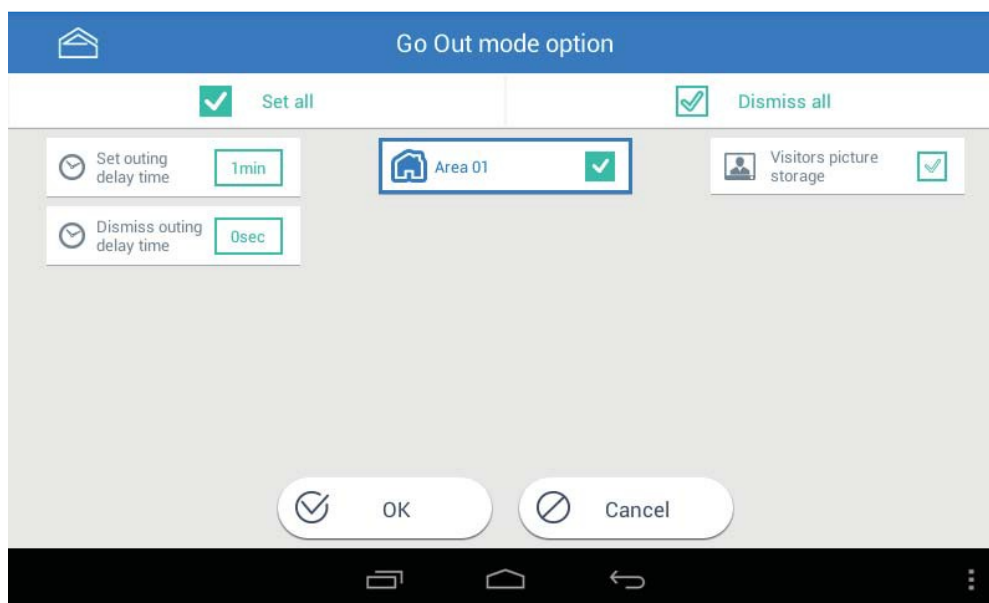 Go Out mode option
Set all
Dismiss all
Set outing
delay time
1min
Area 01
Visitors picture
storage
Dismiss outing
delay time
0sec
OK
Cancel